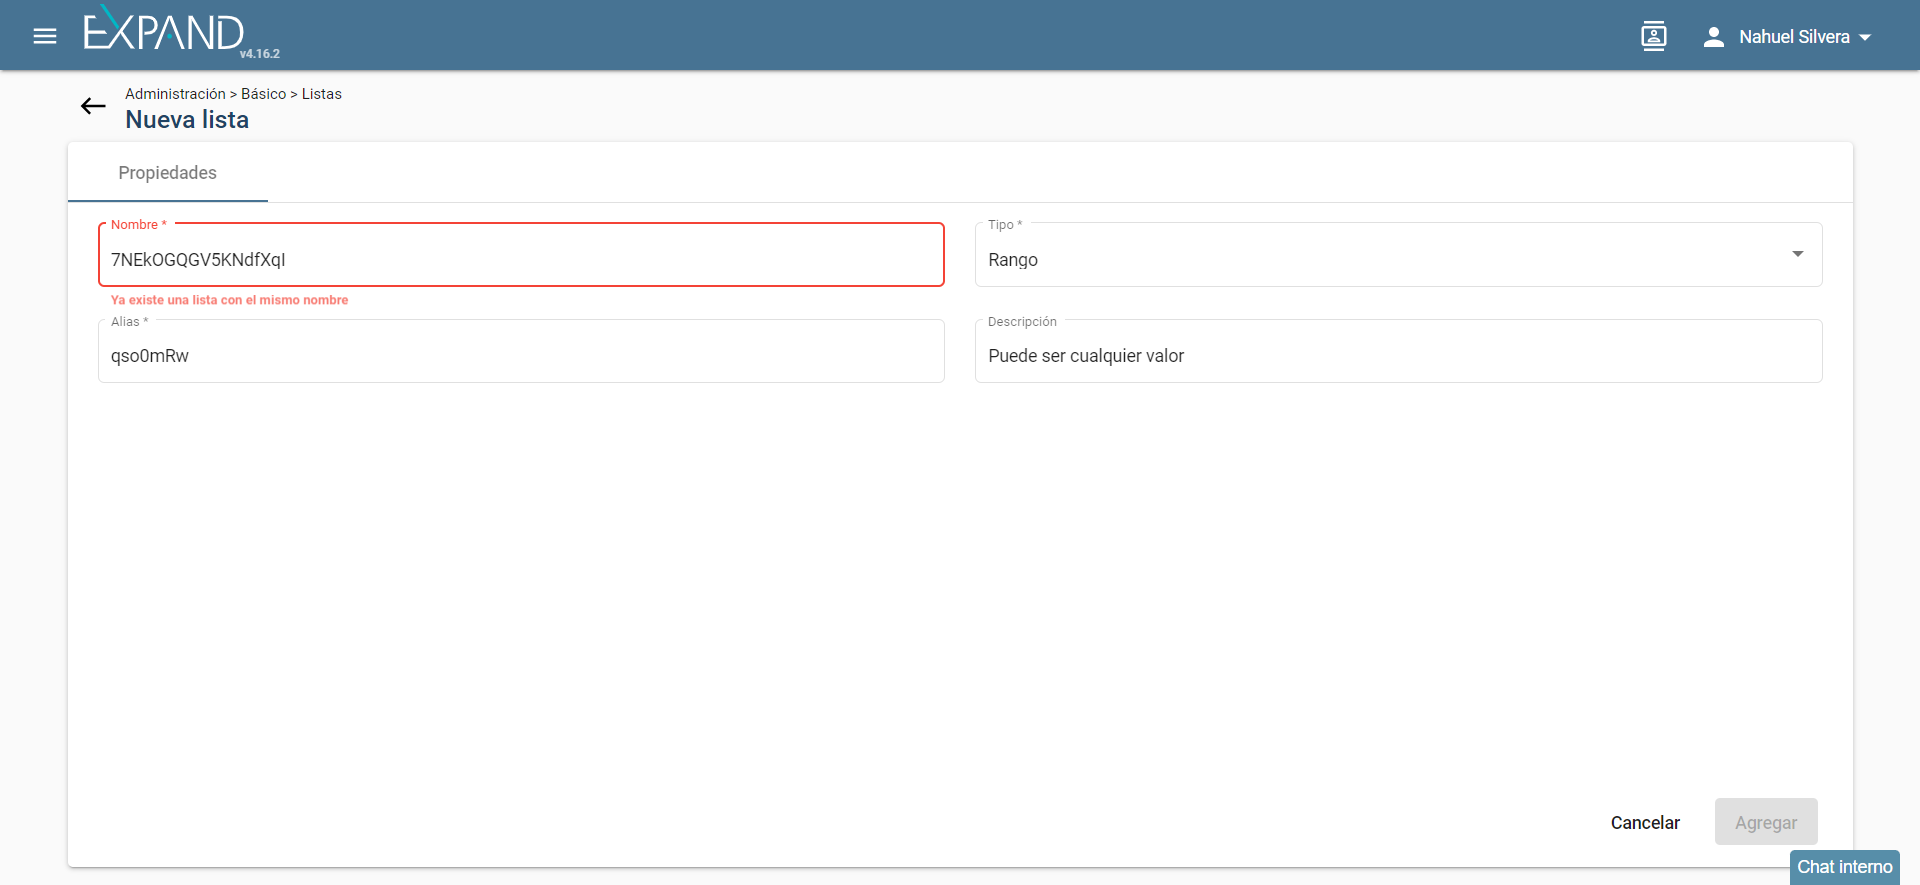 EXPAND
v4.16.2
Nahuel Silvera
Administración > Básico > Listas
Nueva lista
Propiedades
Nombre *
7NEkOGQGV5KNdfXqI
Ya existe una lista con el mismo nombre
Tipo *
Rango
Alias *
qso0mRw
Descripción
Puede ser cualquier valor
Cancelar
Agregar
Chat interno